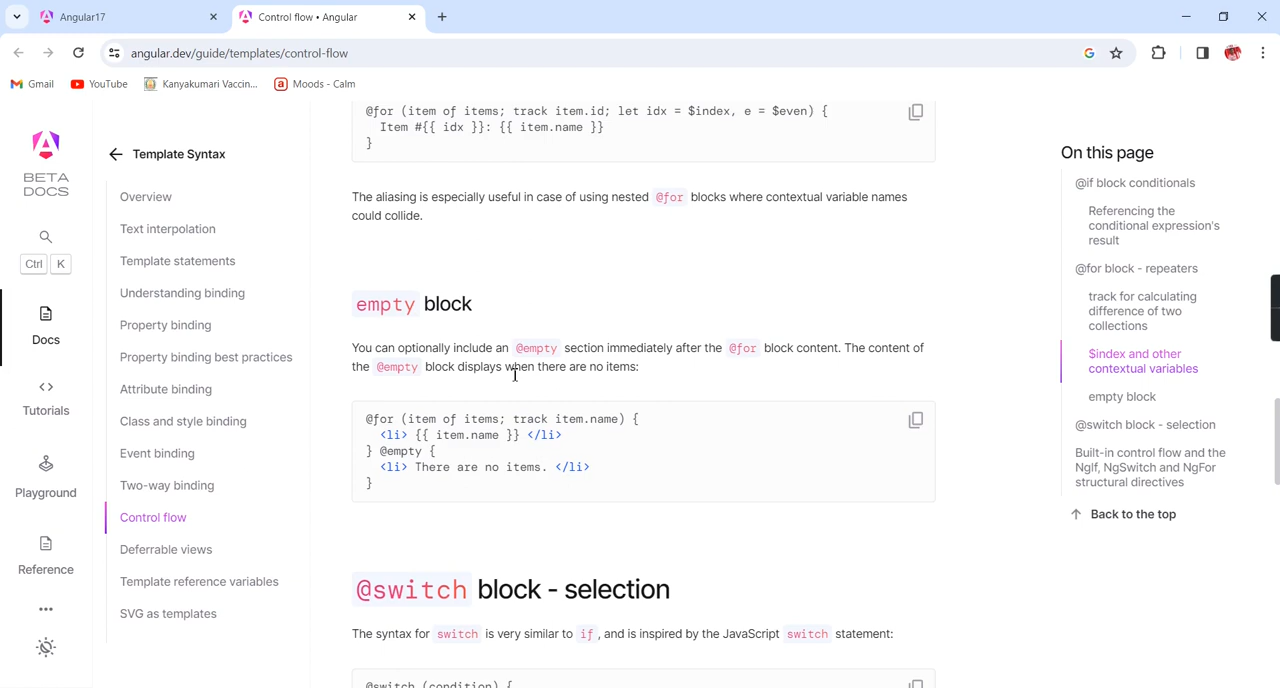 Angular17
Control flow • Angular
angular.dev/guide/templates/control-flow
Gmail
YouTube
Kanyakumari Vaccin...
Moods - Calm
BETA
DOCS
Ctrl K
Docs
Tutorials
Playground
Reference
Template Syntax
Overview
Text interpolation
Template statements
Understanding binding
Property binding
Property binding best practices
Attribute binding
Class and style binding
Event binding
Two-way binding
Control flow
Deferrable views
Template reference variables
SVG as templates
@for (item of items; track item.id; let idx = $index, e = $even) {
Item #{{ idx }}: {{ item.name }}
}
The aliasing is especially useful in case of using nested @for blocks where contextual variable names
could collide.
empty block
You can optionally include an @empty section immediately after the @for block content. The content of
the @empty block displays when there are no items:
@for (item of items; track item.name) {
<li> {{ item.name }} </li>
} @empty {
<li> There are no items. </li>
}
@switch block - selection
The syntax for switch is very similar to if , and is inspired by the JavaScript switch statement:
@switch (condition) {
On this page
@if block conditionals
Referencing the
conditional expression's
result
@for block - repeaters
track for calculating
difference of two
collections
$index and other
contextual variables
empty block
@switch block - selection
Built-in control flow and the
NgIf, NgSwitch and NgFor
structural directives
Back to the top